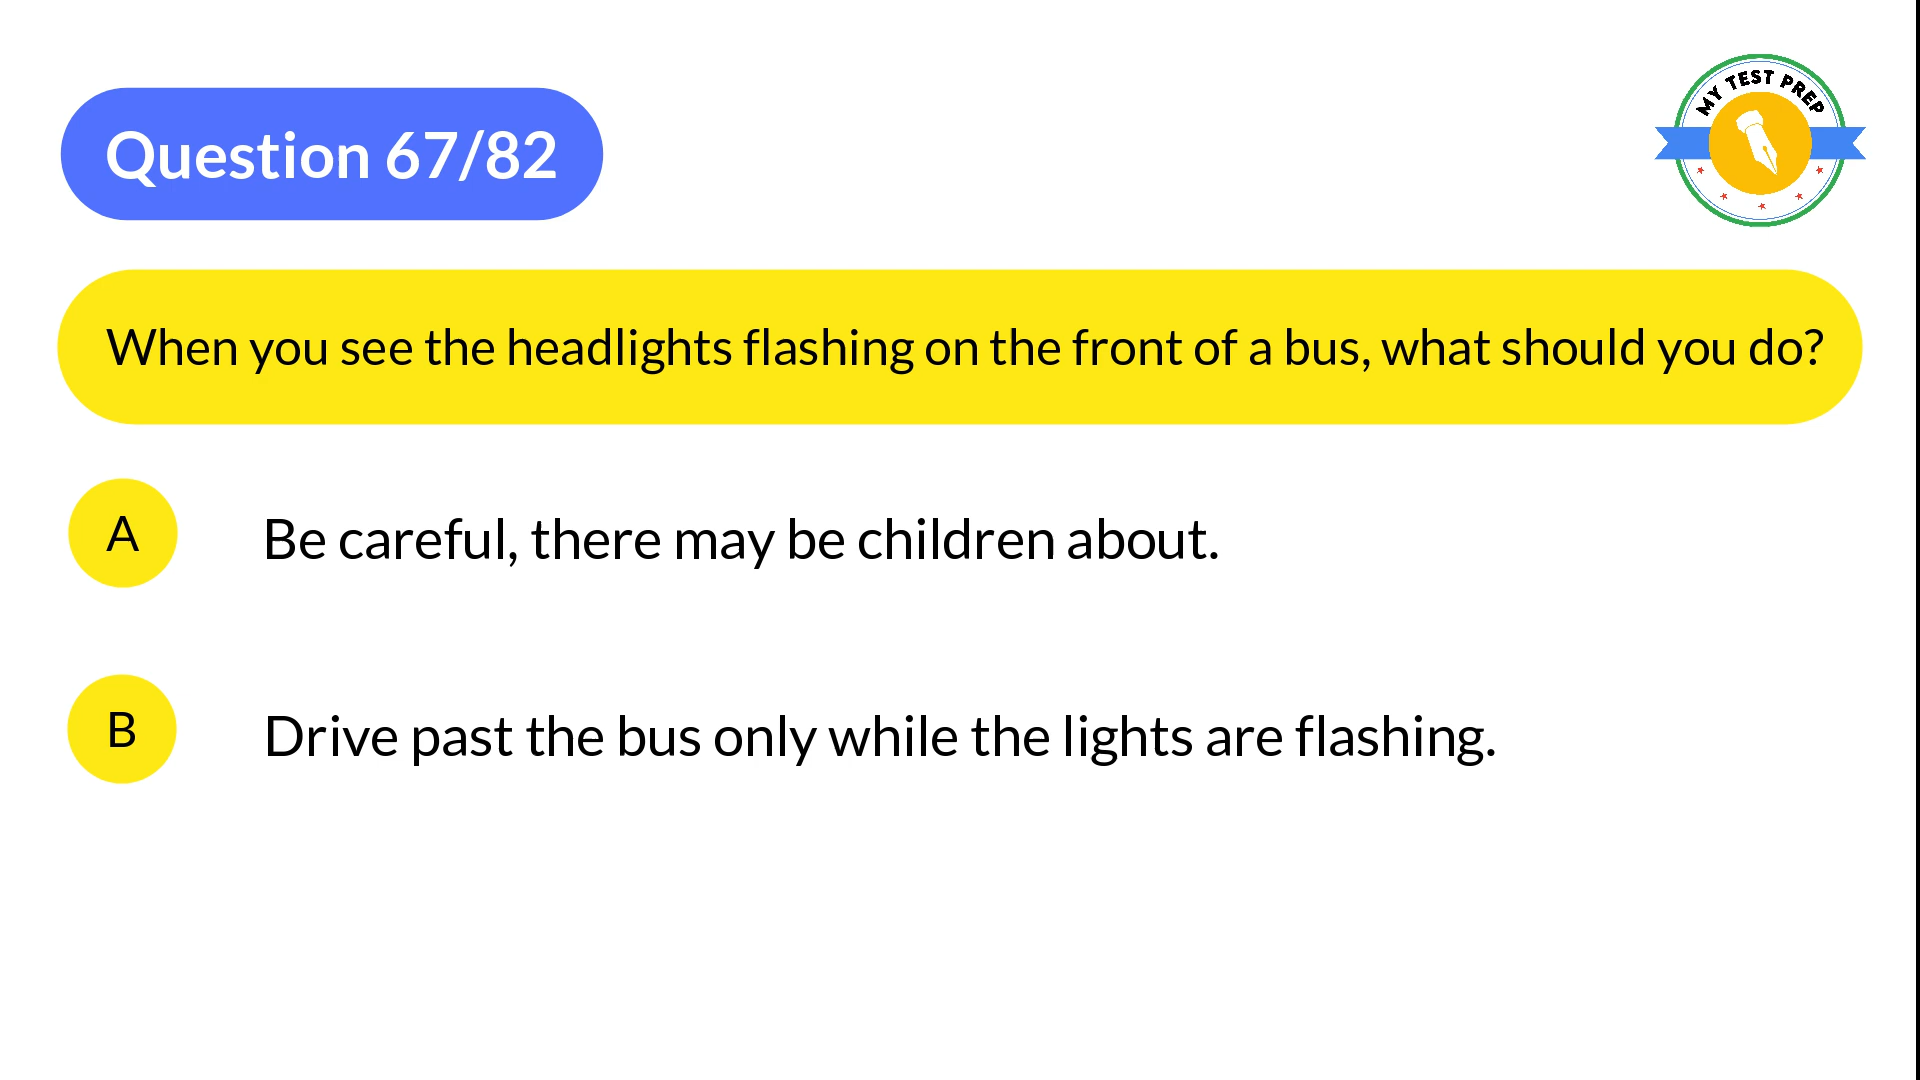 MY TEST PREP
Question 67/82
When you see the headlights flashing on the front of a bus, what should you do?
A
Be careful, there may be children about.
B
Drive past the bus only while the lights are flashing.